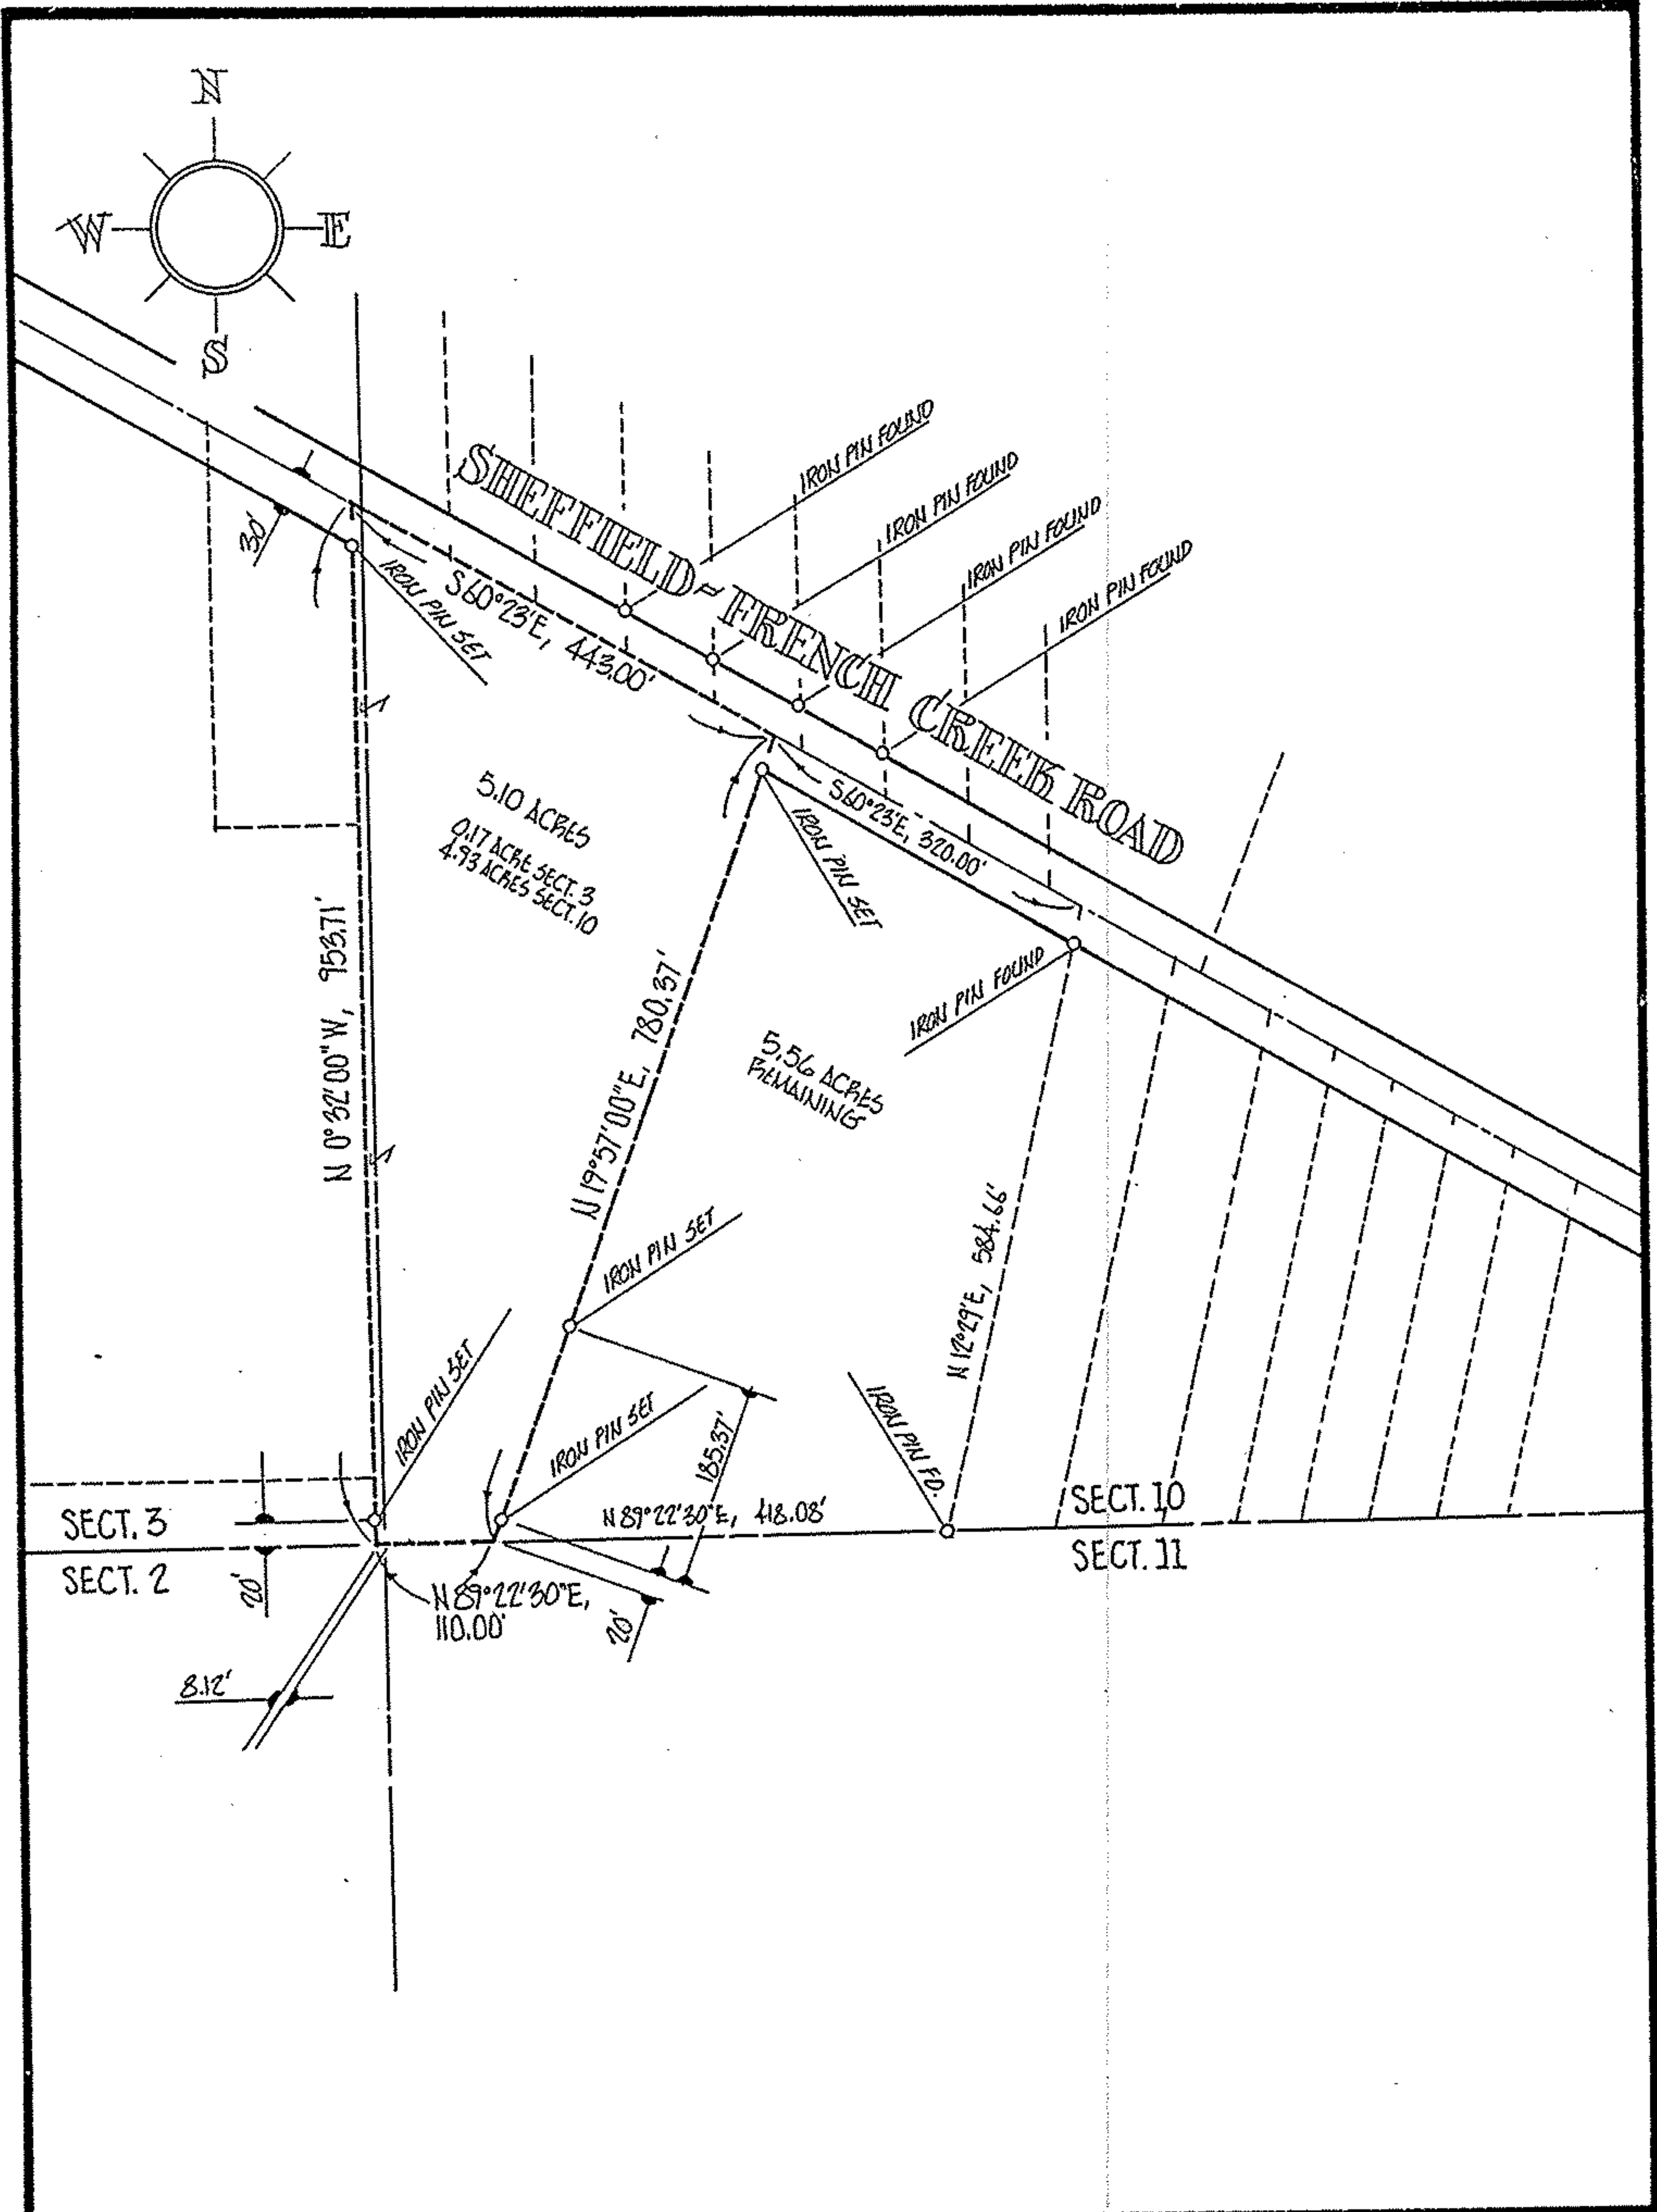 N
W
E
S
30'
IRON PIN SET
S60°23'E, 443.00'
SHEFFIELD~FRENCH CREEK ROAD
IRON PIN FOUND
IRON PIN FOUND
IRON PIN FOUND
IRON PIN FOUND
5.10 ACRES
0.17 ACRE SECT. 3
4.93 ACRES SECT. 10
S60°23'E, 320.00'
IRON PIN SET
IRON PIN FOUND
N 0°32'00"W, 953.71'
N 19°57'00"E, 780.37'
5.56 ACRES
REMAINING
N 12°29'E, 584.66'
IRON PIN SET
IRON PIN SET
IRON PIN SET
185.37'
IRON PIN FD.
N 89°22'30"E, 418.08'
SECT. 3
SECT. 10
SECT. 2
SECT. 11
20'
N 89°22'30"E,
110.00'
20'
8.12'